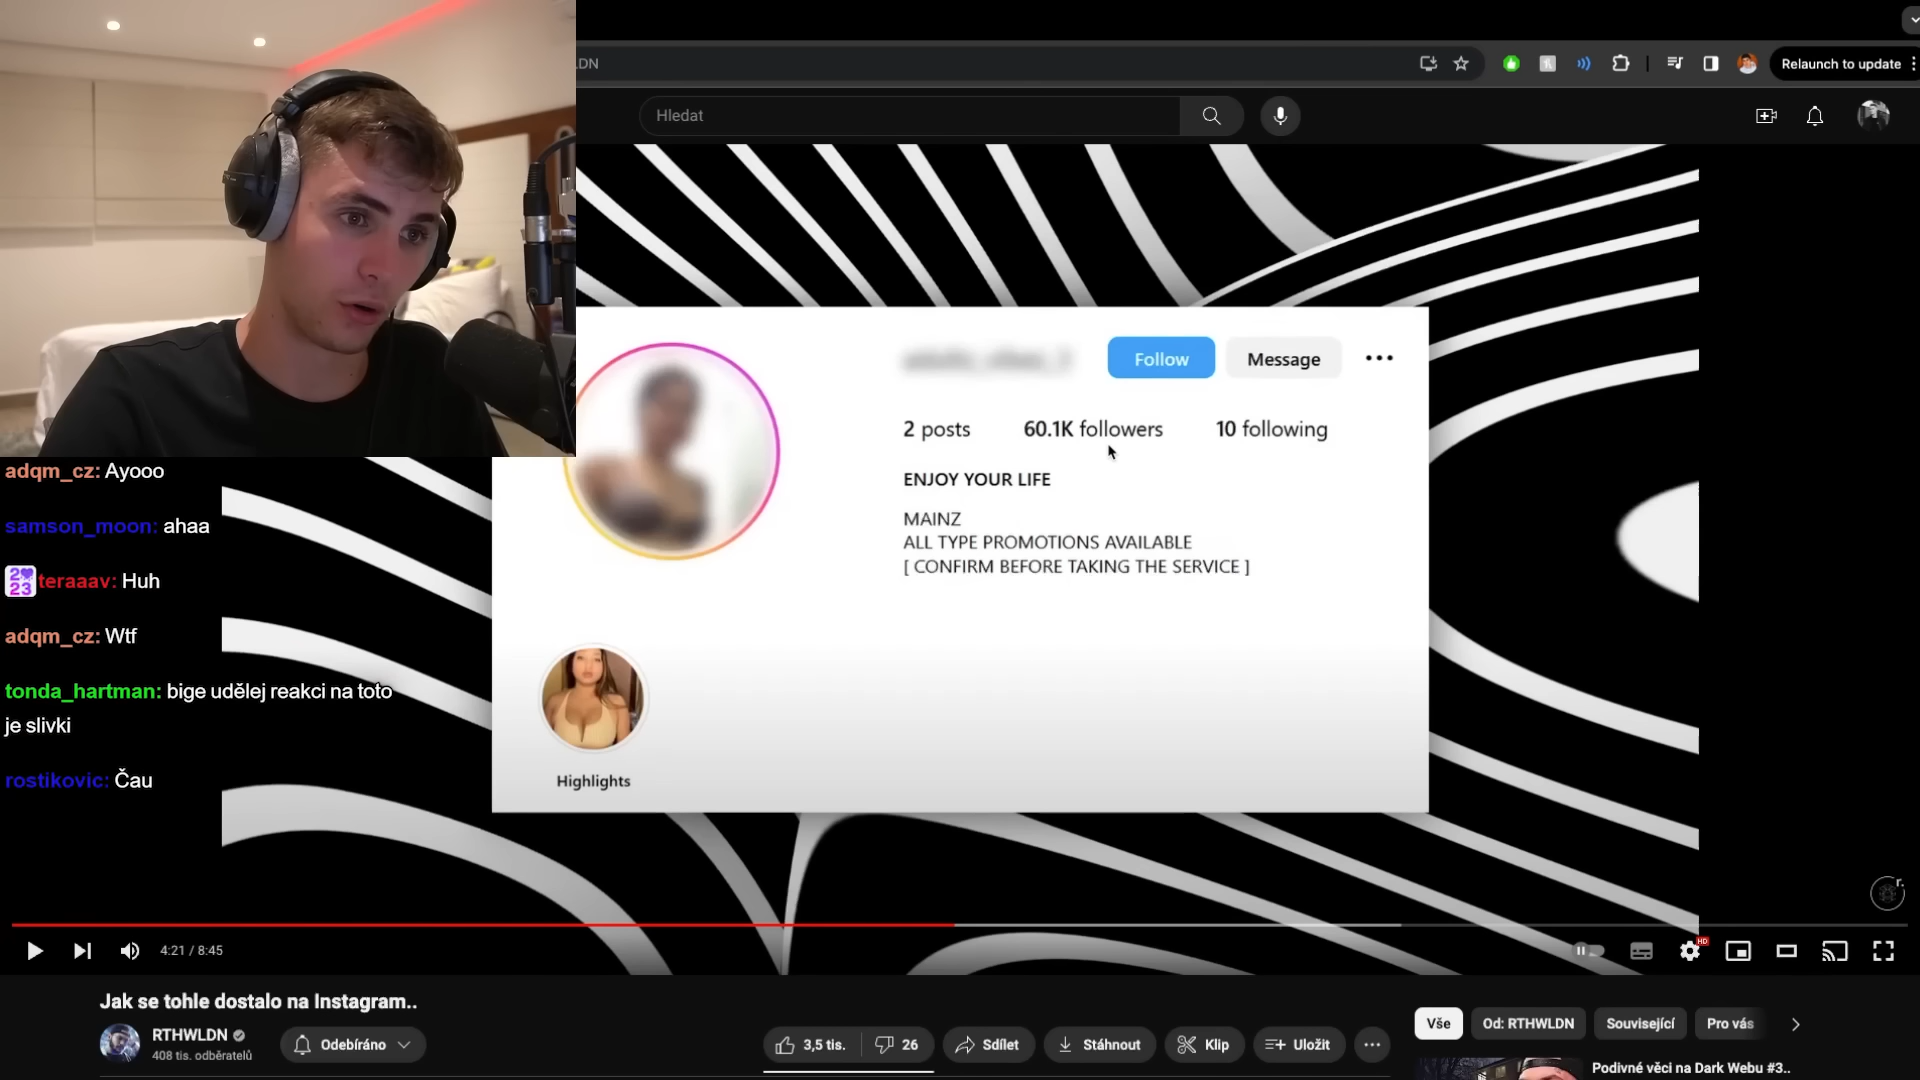 LDN
Relaunch to update
Hledat
Follow
Message
2 posts
60.1K followers
10 following
ENJOY YOUR LIFE
MAINZ
ALL TYPE PROMOTIONS AVAILABLE
[ CONFIRM BEFORE TAKING THE SERVICE ]
Highlights
adqm_cz: Ayooo
samson_moon: ahaa
2023 teraaav: Huh
adqm_cz: Wtf
tonda_hartman: bige udělej reakci na toto
je slivki
rostikovic: Čau
4:21 / 8:45
HD
Jak se tohle dostalo na Instagram..
RTHWLDN
408 tis. odběratelů
Odebíráno
3,5 tis.
26
Sdílet
Stáhnout
Klip
Uložit
Vše
Od: RTHWLDN
Související
Pro vás
Podivné věci na Dark Webu #3..